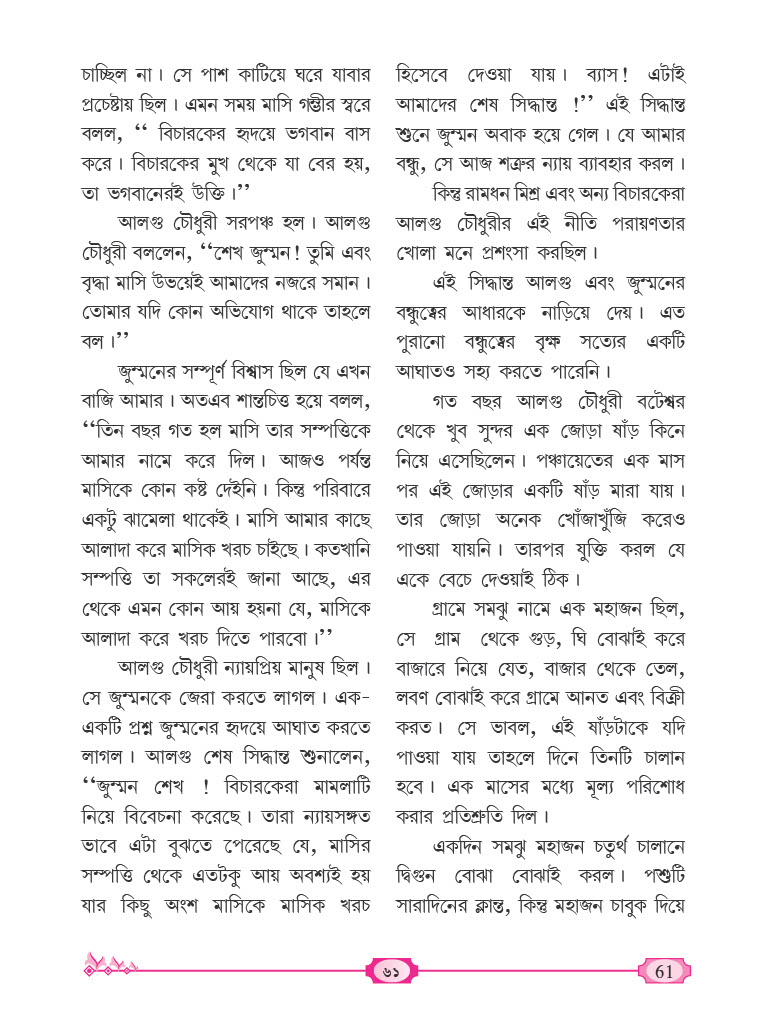 চাচ্ছিল না। সে পাশ কাটিয়ে ঘরে যাবার
প্রচেষ্টায় ছিল। এমন সময় মাসি গম্ভীর স্বরে
বলল, ‘‘ বিচারকের হৃদয়ে ভগবান বাস
করে। বিচারকের মুখ থেকে যা বের হয়,
তা ভগবানেরই উক্তি।’’
আলগু চৌধুরী সরপঞ্চ হল। আলগু
চৌধুরী বললেন, ‘‘শেখ জুম্মন! তুমি এবং
বৃদ্ধা মাসি উভয়েই আমাদের নজরে সমান।
তোমার যদি কোন অভিযোগ থাকে তাহলে
বল।’’
জুম্মনের সম্পূর্ণ বিশ্বাস ছিল যে এখন
বাজি আমার। অতএব শান্তচিত্ত হয়ে বলল,
‘‘তিন বছর গত হল মাসি তার সম্পত্তিকে
আমার নামে করে দিল। আজও পর্যন্ত
মাসিকে কোন কষ্ট দেইনি। কিন্তু পরিবারে
একটু ঝামেলা থাকেই। মাসি আমার কাছে
আলাদা করে মাসিক খরচ চাইছে। কতখানি
সম্পত্তি তা সকলেরই জানা আছে, এর
থেকে এমন কোন আয় হয়না যে, মাসিকে
আলাদা করে খরচ দিতে পারবো।’’
আলগু চৌধুরী ন্যায়প্রিয় মানুষ ছিল।
সে জুম্মনকে জেরা করতে লাগল। এক-
একটি প্রশ্ন জুম্মনের হৃদয়ে আঘাত করতে
লাগল। আলগু শেষ সিদ্ধান্ত শুনালেন,
‘‘জুম্মন শেখ ! বিচারকেরা মামলাটি
নিয়ে বিবেচনা করেছে। তারা ন্যায়সঙ্গত
ভাবে এটা বুঝতে পেরেছে যে, মাসির
সম্পত্তি থেকে এতটকু আয় অবশ্যই হয়
যার কিছু অংশ মাসিকে মাসিক খরচ
হিসেবে দেওয়া যায়। ব্যাস! এটাই
আমাদের শেষ সিদ্ধান্ত !’’ এই সিদ্ধান্ত
শুনে জুম্মন অবাক হয়ে গেল। যে আমার
বন্ধু, সে আজ শত্রুর ন্যায় ব্যাবহার করল।
কিন্তু রামধন মিশ্র এবং অন্য বিচারকেরা
আলগু চৌধুরীর এই নীতি পরায়ণতার
খোলা মনে প্রশংসা করছিল।
এই সিদ্ধান্ত আলগু এবং জুম্মনের
বন্ধুত্বের আধারকে নাড়িয়ে দেয়। এত
পুরানো বন্ধুত্বের বৃক্ষ সত্যের একটি
আঘাতও সহ্য করতে পারেনি।
গত বছর আলগু চৌধুরী বটেশ্বর
থেকে খুব সুন্দর এক জোড়া ষাঁড় কিনে
নিয়ে এসেছিলেন। পঞ্চায়েতের এক মাস
পর এই জোড়ার একটি ষাঁড় মারা যায়।
তার জোড়া অনেক খোঁজাখুঁজি করেও
পাওয়া যায়নি। তারপর যুক্তি করল যে
একে বেচে দেওয়াই ঠিক।
গ্রামে সমঝু নামে এক মহাজন ছিল,
সে গ্রাম থেকে গুড়, ঘি বোঝাই করে
বাজারে নিয়ে যেত, বাজার থেকে তেল,
লবণ বোঝাই করে গ্রামে আনত এবং বিক্রী
করত। সে ভাবল, এই ষাঁড়টাকে যদি
পাওয়া যায় তাহলে দিনে তিনটি চালান
হবে। এক মাসের মধ্যে মূল্য পরিশোধ
করার প্রতিশ্রুতি দিল।
একদিন সমঝু মহাজন চতুর্থ চালানে
দ্বিগুন বোঝা বোঝাই করল। পশুটি
সারাদিনের ক্লান্ত, কিন্তু মহাজন চাবুক দিয়ে
৬১
61